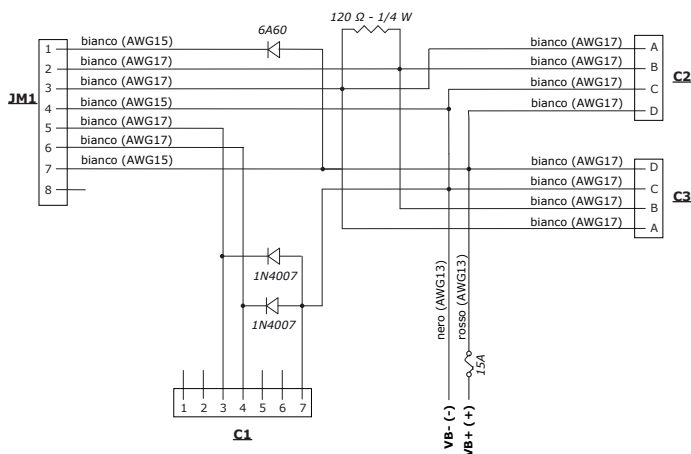 120 Ω - 1/4 W
6A60
JM1
1 bianco (AWG15)
2 bianco (AWG17)
3 bianco (AWG17)
4 bianco (AWG15)
5 bianco (AWG17)
6 bianco (AWG17)
7 bianco (AWG15)
8
bianco (AWG17) A
bianco (AWG17) B
bianco (AWG17) C
bianco (AWG17) D
C2
bianco (AWG17) D
bianco (AWG17) C
bianco (AWG17) B
bianco (AWG17) A
C3
1N4007
1N4007
nero (AWG13)
rosso (AWG13)
15A
1 2 3 4 5 6 7
C1
VB- (-)
VB+ (+)